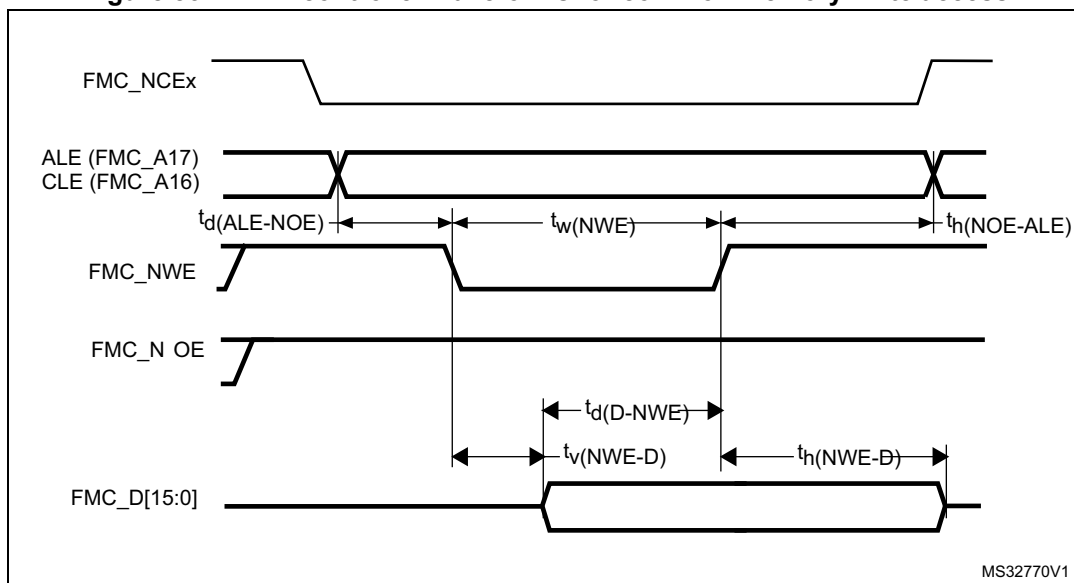 FMC_NCEx
ALE (FMC_A17)
CLE (FMC_A16)
td(ALE-NOE)
tw(NWE)
th(NOE-ALE)
FMC_NWE
FMC_N OE
td(D-NWE)
tv(NWE-D)
th(NWE-D)
FMC_D[15:0]
MS32770V1